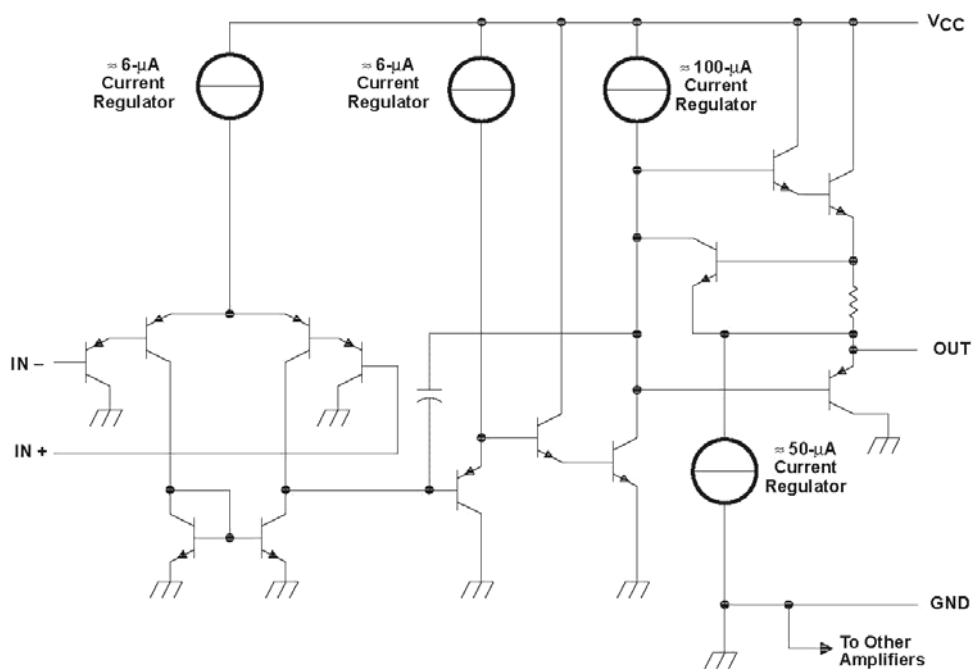 VCC
≈ 6-μA
Current
Regulator
≈ 6-μA
Current
Regulator
≈ 100-μA
Current
Regulator
IN −
OUT
IN +
≈ 50-μA
Current
Regulator
GND
To Other
Amplifiers